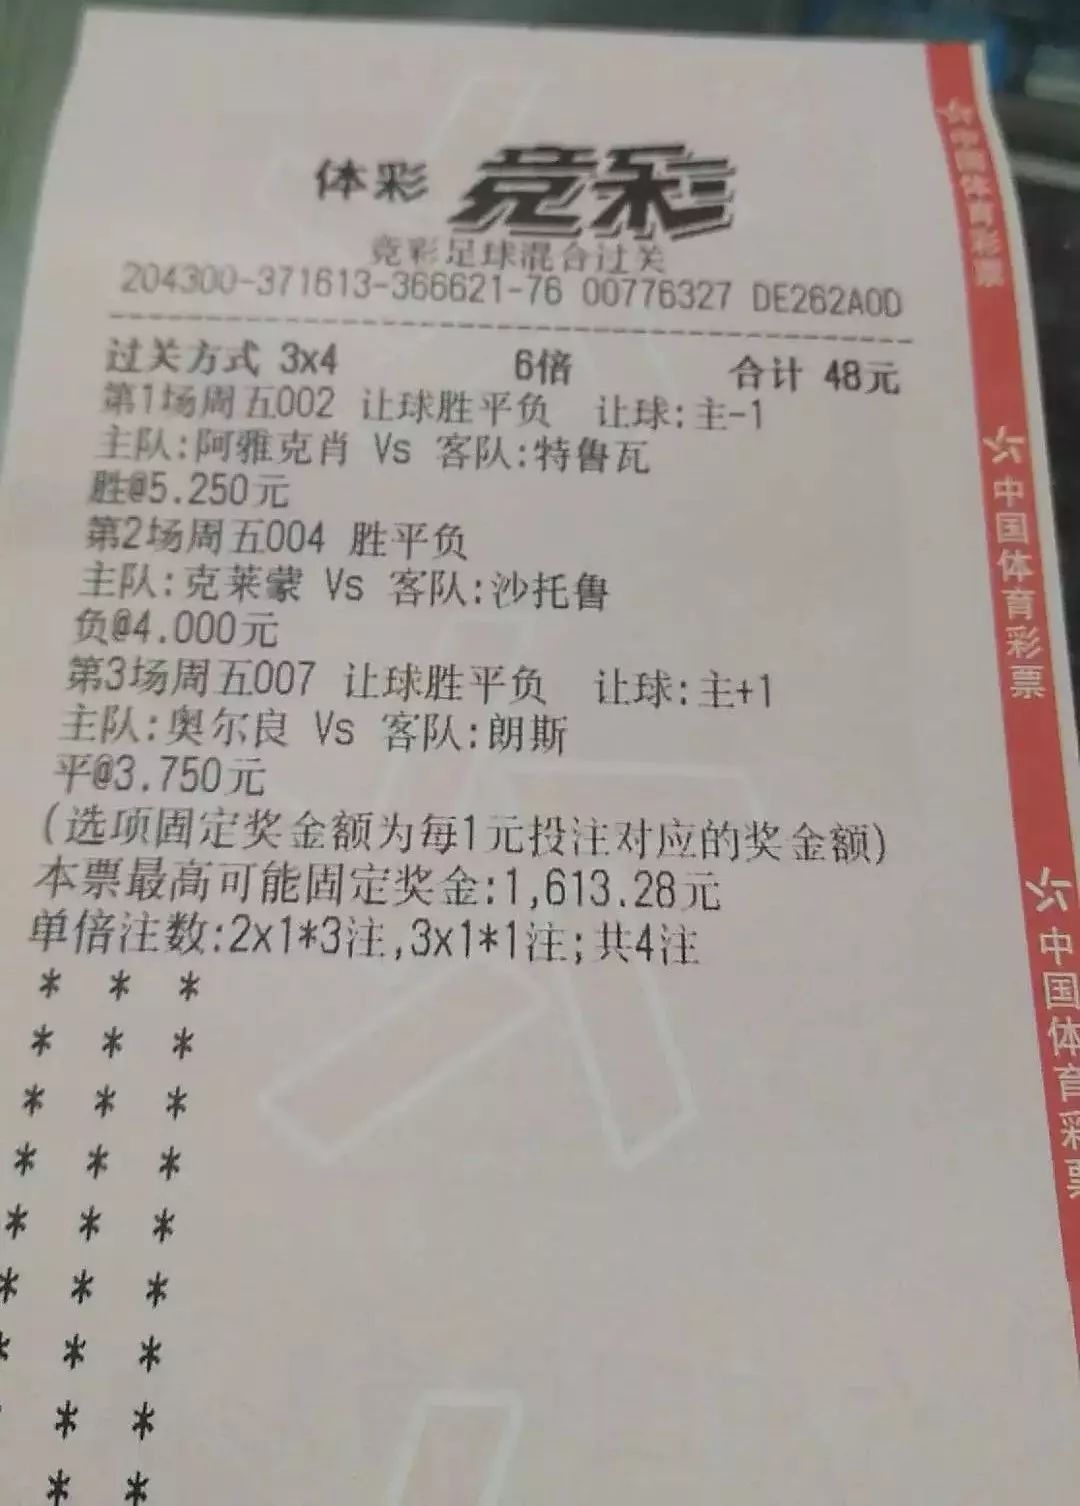 体彩 竞彩
竞彩足球混合过关
204300-371613-366621-76 00776327 DE262A0D
过关方式 3x4 6倍 合计 48元
第1场周五002 让球胜平负 让球:主-1
主队:阿雅克肖 Vs 客队:特鲁瓦
胜@5.250元
第2场周五004 胜平负
主队:克莱蒙 Vs 客队:沙托鲁
负@4.000元
第3场周五007 让球胜平负 让球:主+1
主队:奥尔良 Vs 客队:朗斯
平@3.750元
(选项固定奖金额为每1元投注对应的奖金额)
本票最高可能固定奖金:1,613.28元
单倍注数:2x1*3注,3x1*1注;共4注
* * *
* * *
* * *
* * *
* * *
* * *
* * *
* *
* *
中国体育彩票
中国体育彩票
中国体育彩票